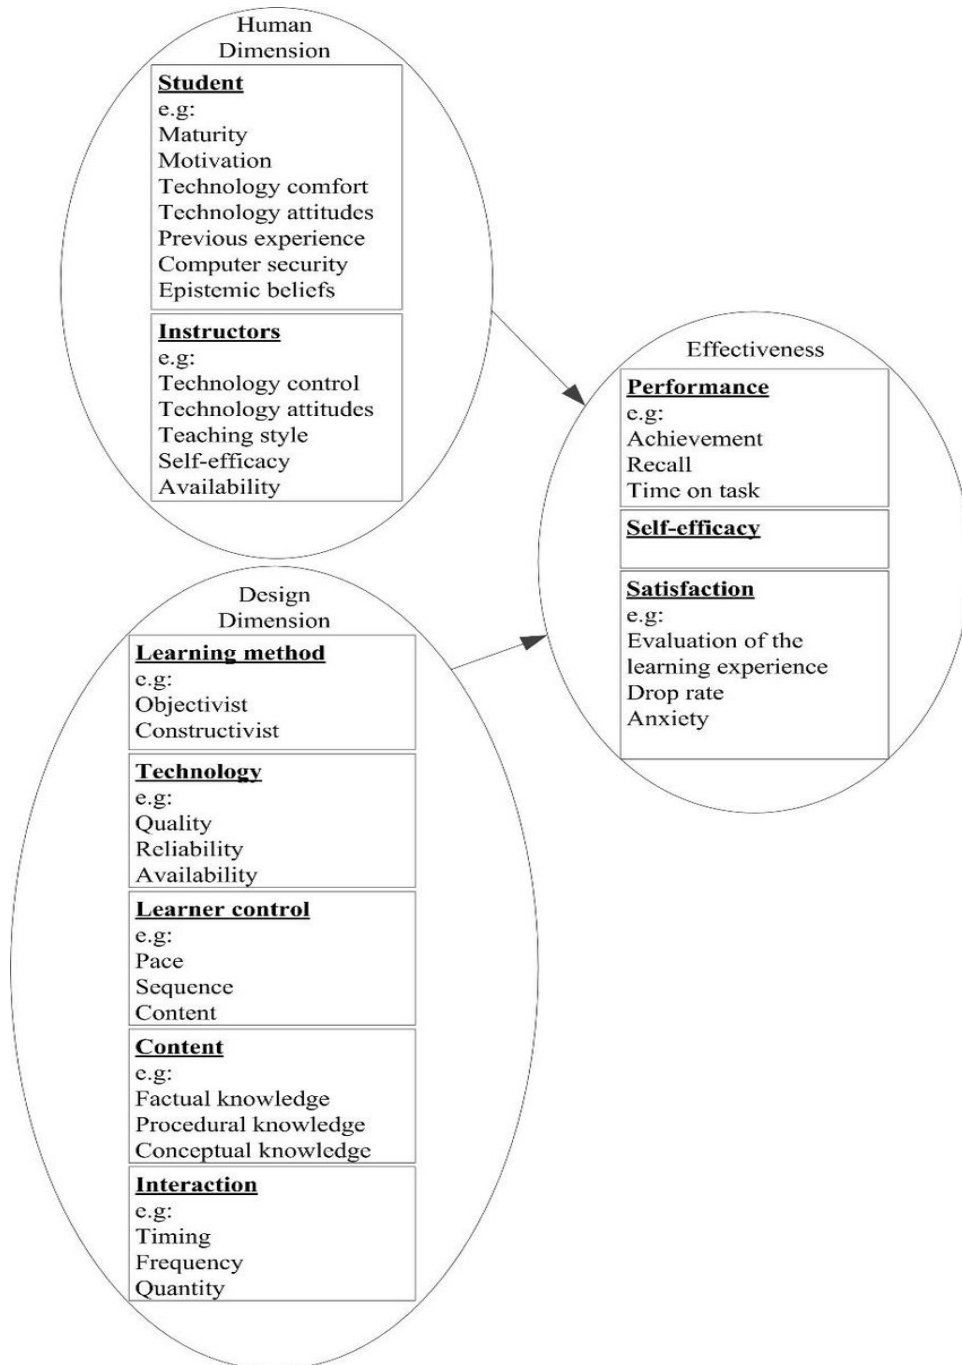 Human
Dimension
Student
e.g:
Maturity
Motivation
Technology comfort
Technology attitudes
Previous experience
Computer security
Epistemic beliefs
Instructors
e.g:
Technology control
Technology attitudes
Teaching style
Self-efficacy
Availability
Effectiveness
Performance
e.g:
Achievement
Recall
Time on task
Self-efficacy
Satisfaction
e.g:
Evaluation of the
learning experience
Drop rate
Anxiety
Design
Dimension
Learning method
e.g:
Objectivist
Constructivist
Technology
e.g:
Quality
Reliability
Availability
Learner control
e.g:
Pace
Sequence
Content
Content
e.g:
Factual knowledge
Procedural knowledge
Conceptual knowledge
Interaction
e.g:
Timing
Frequency
Quantity